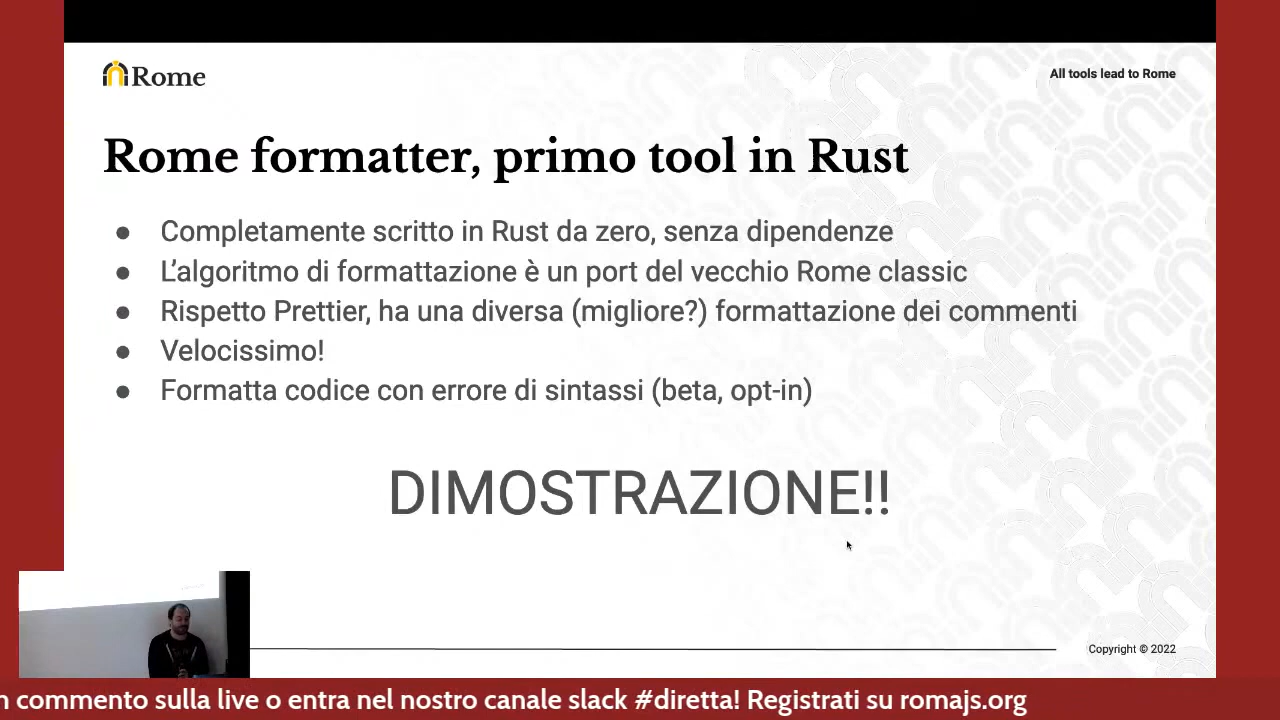 Rome
All tools lead to Rome
Rome formatter, primo tool in Rust
● Completamente scritto in Rust da zero, senza dipendenze
● L’algoritmo di formattazione è un port del vecchio Rome classic
● Rispetto Prettier, ha una diversa (migliore?) formattazione dei commenti
● Velocissimo!
● Formatta codice con errore di sintassi (beta, opt-in)
DIMOSTRAZIONE!!
Copyright © 2022
commento sulla live o entra nel nostro canale slack #diretta! Registrati su romajs.org